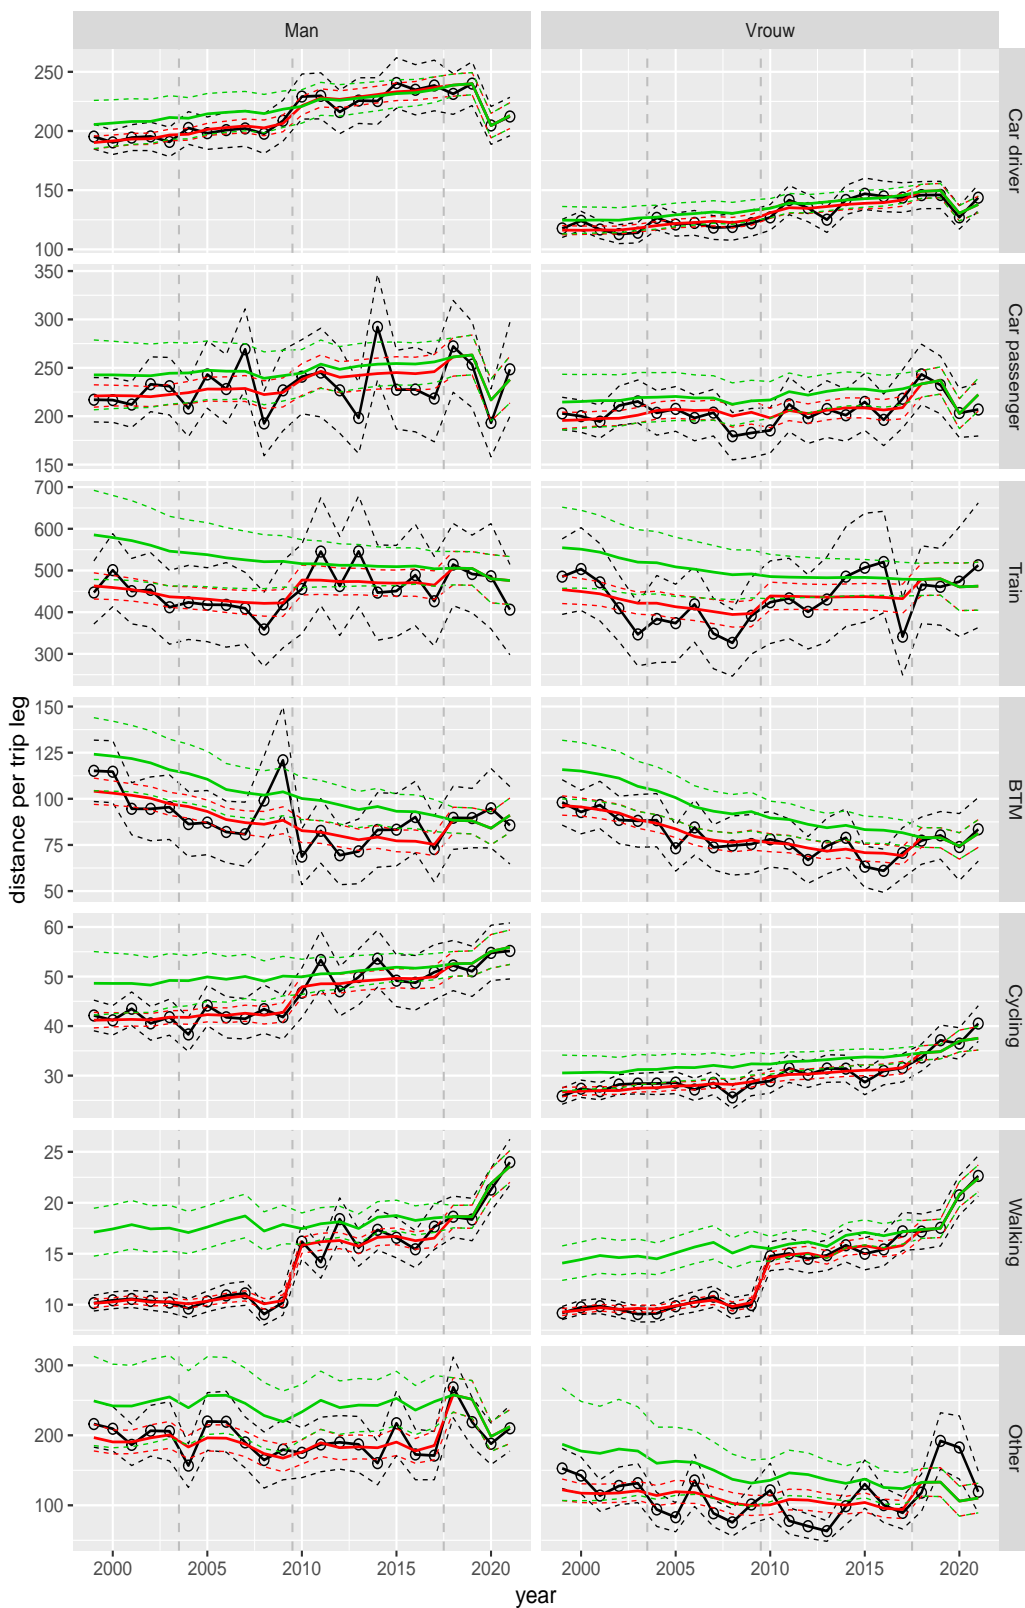 Man Vrouw
250
200
150
100
Car driver
350
300
250
200
150
Car passenger
700
600
500
400
300
Train
150
125
100
75
50
BTM
60
50
40
30
Cycling
25
20
15
10
Walking
300
200
100
Other
distance per trip leg
2000 2005 2010 2015 2020 2000 2005 2010 2015 2020
year